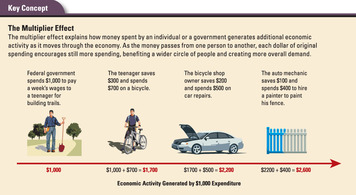 Key Concept
The Multiplier Effect
The multiplier effect explains how money spent by an individual or a government generates additional economic
activity as it moves through the economy. As the money passes from one person to another, each dollar of original
spending encourages still more spending, benefiting a wider circle of people and creating more overall demand.
Federal government
spends $1,000 to pay
a week's wages to
a teenager for
building trails.
The teenager saves
$300 and spends
$700 on a bicycle.
The bicycle shop
owner saves $200
and spends $500 on
car repairs.
The auto mechanic
saves $100 and
spends $400 to hire
a painter to paint
his fence.
$1,000
$1,000 + $700 = $1,700
$1700 + $500 = $2,200
$2200 + $400 = $2,600
Economic Activity Generated by $1,000 Expenditure